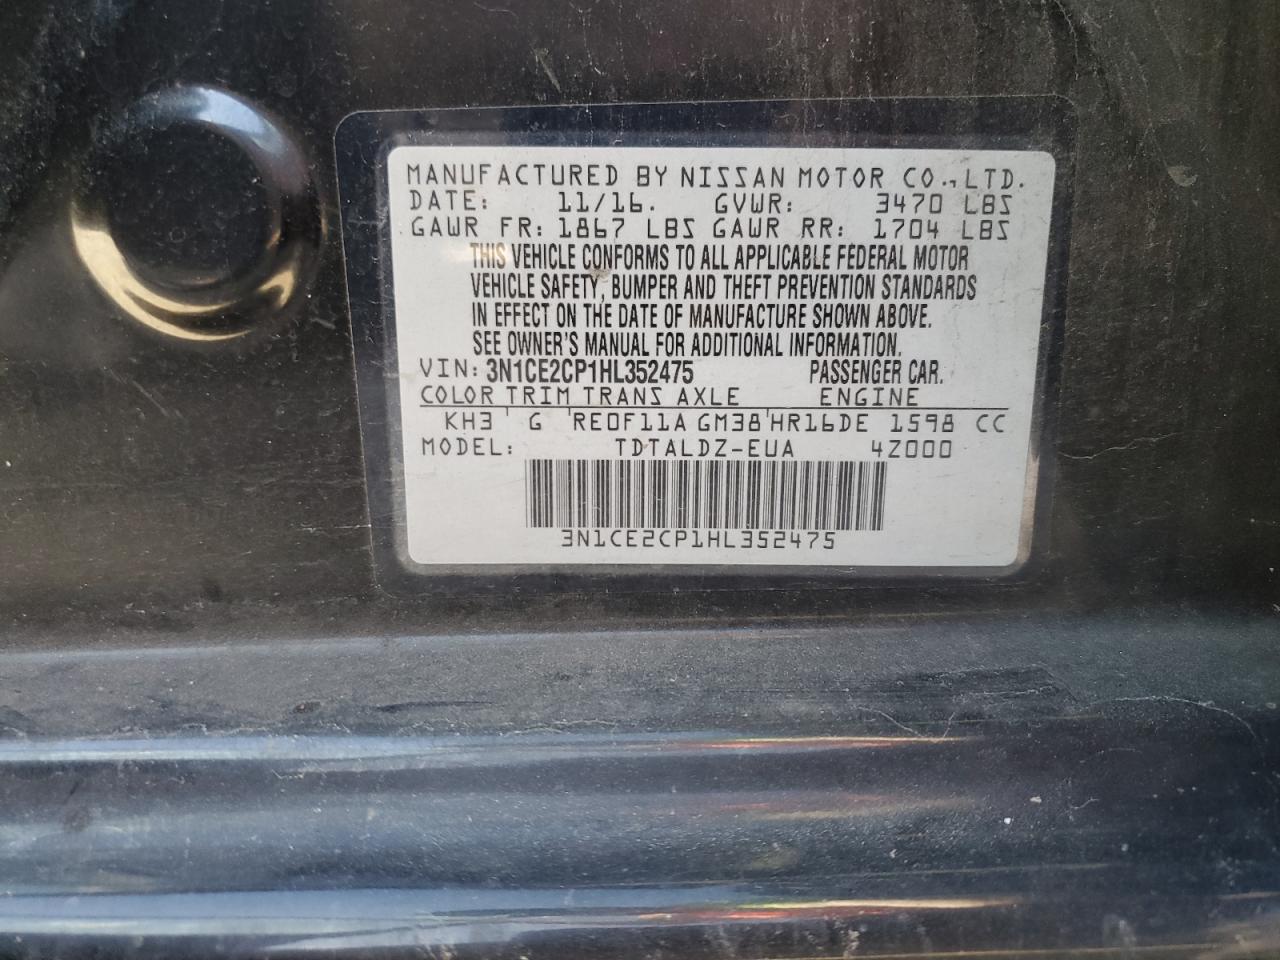 MANUFACTURED BY NISSAN MOTOR CO., LTD.
DATE: 11/16. GVWR: 3470 LBS
GAWR FR: 1867 LBS GAWR RR: 1704 LBS
THIS VEHICLE CONFORMS TO ALL APPLICABLE FEDERAL MOTOR
VEHICLE SAFETY, BUMPER AND THEFT PREVENTION STANDARDS
IN EFFECT ON THE DATE OF MANUFACTURE SHOWN ABOVE.
SEE OWNER'S MANUAL FOR ADDITIONAL INFORMATION.
VIN: 3N1CE2CP1HL352475 PASSENGER CAR.
COLOR TRIM TRANS AXLE ENGINE
KH3 ' G ' RE0F11A GM38 ' HR16DE 1598 CC
MODEL: TDTALDZ-EUA 4Z000
3N1CE2CP1HL352475